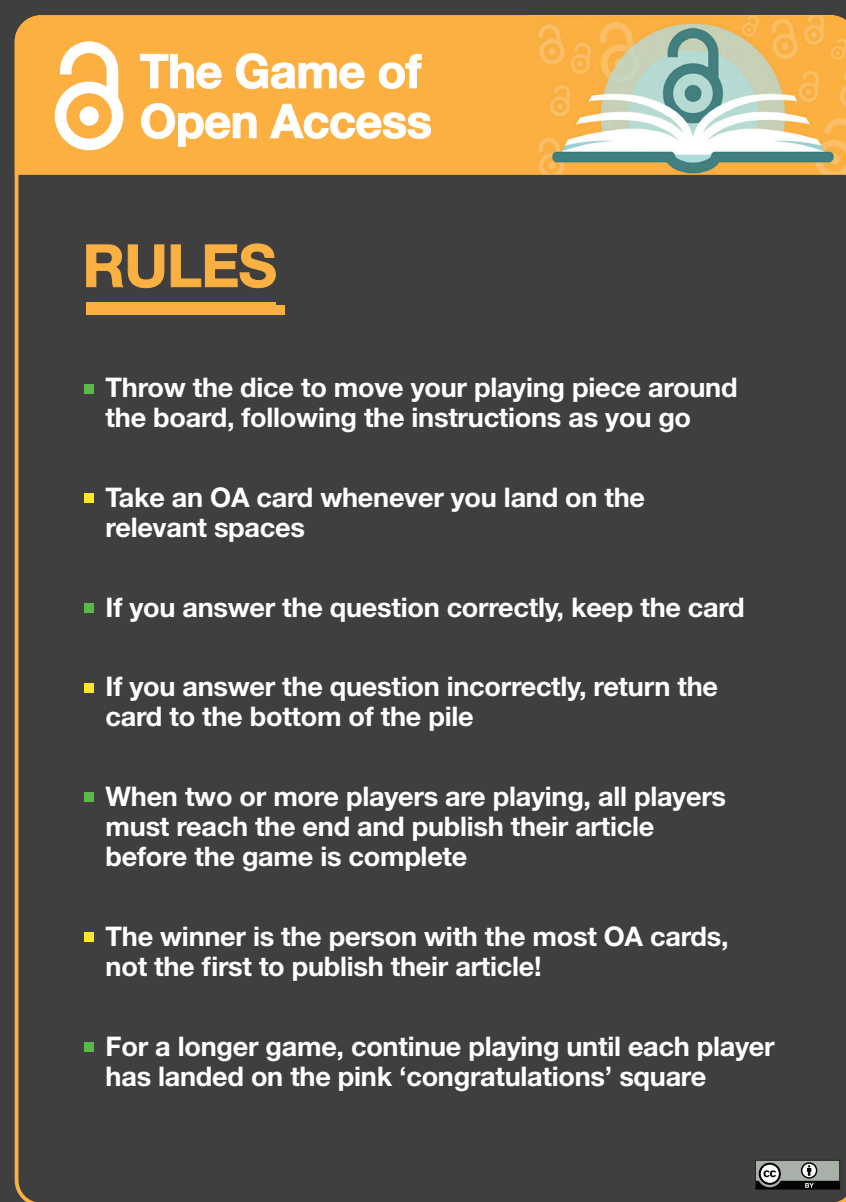 The Game of
Open Access
RULES
Throw the dice to move your playing piece around
the board, following the instructions as you go
Take an OA card whenever you land on the
relevant spaces
If you answer the question correctly, keep the card
If you answer the question incorrectly, return the
card to the bottom of the pile
When two or more players are playing, all players
must reach the end and publish their article
before the game is complete
The winner is the person with the most OA cards,
not the first to publish their article!
For a longer game, continue playing until each player
has landed on the pink ‘congratulations’ square
cc
BY